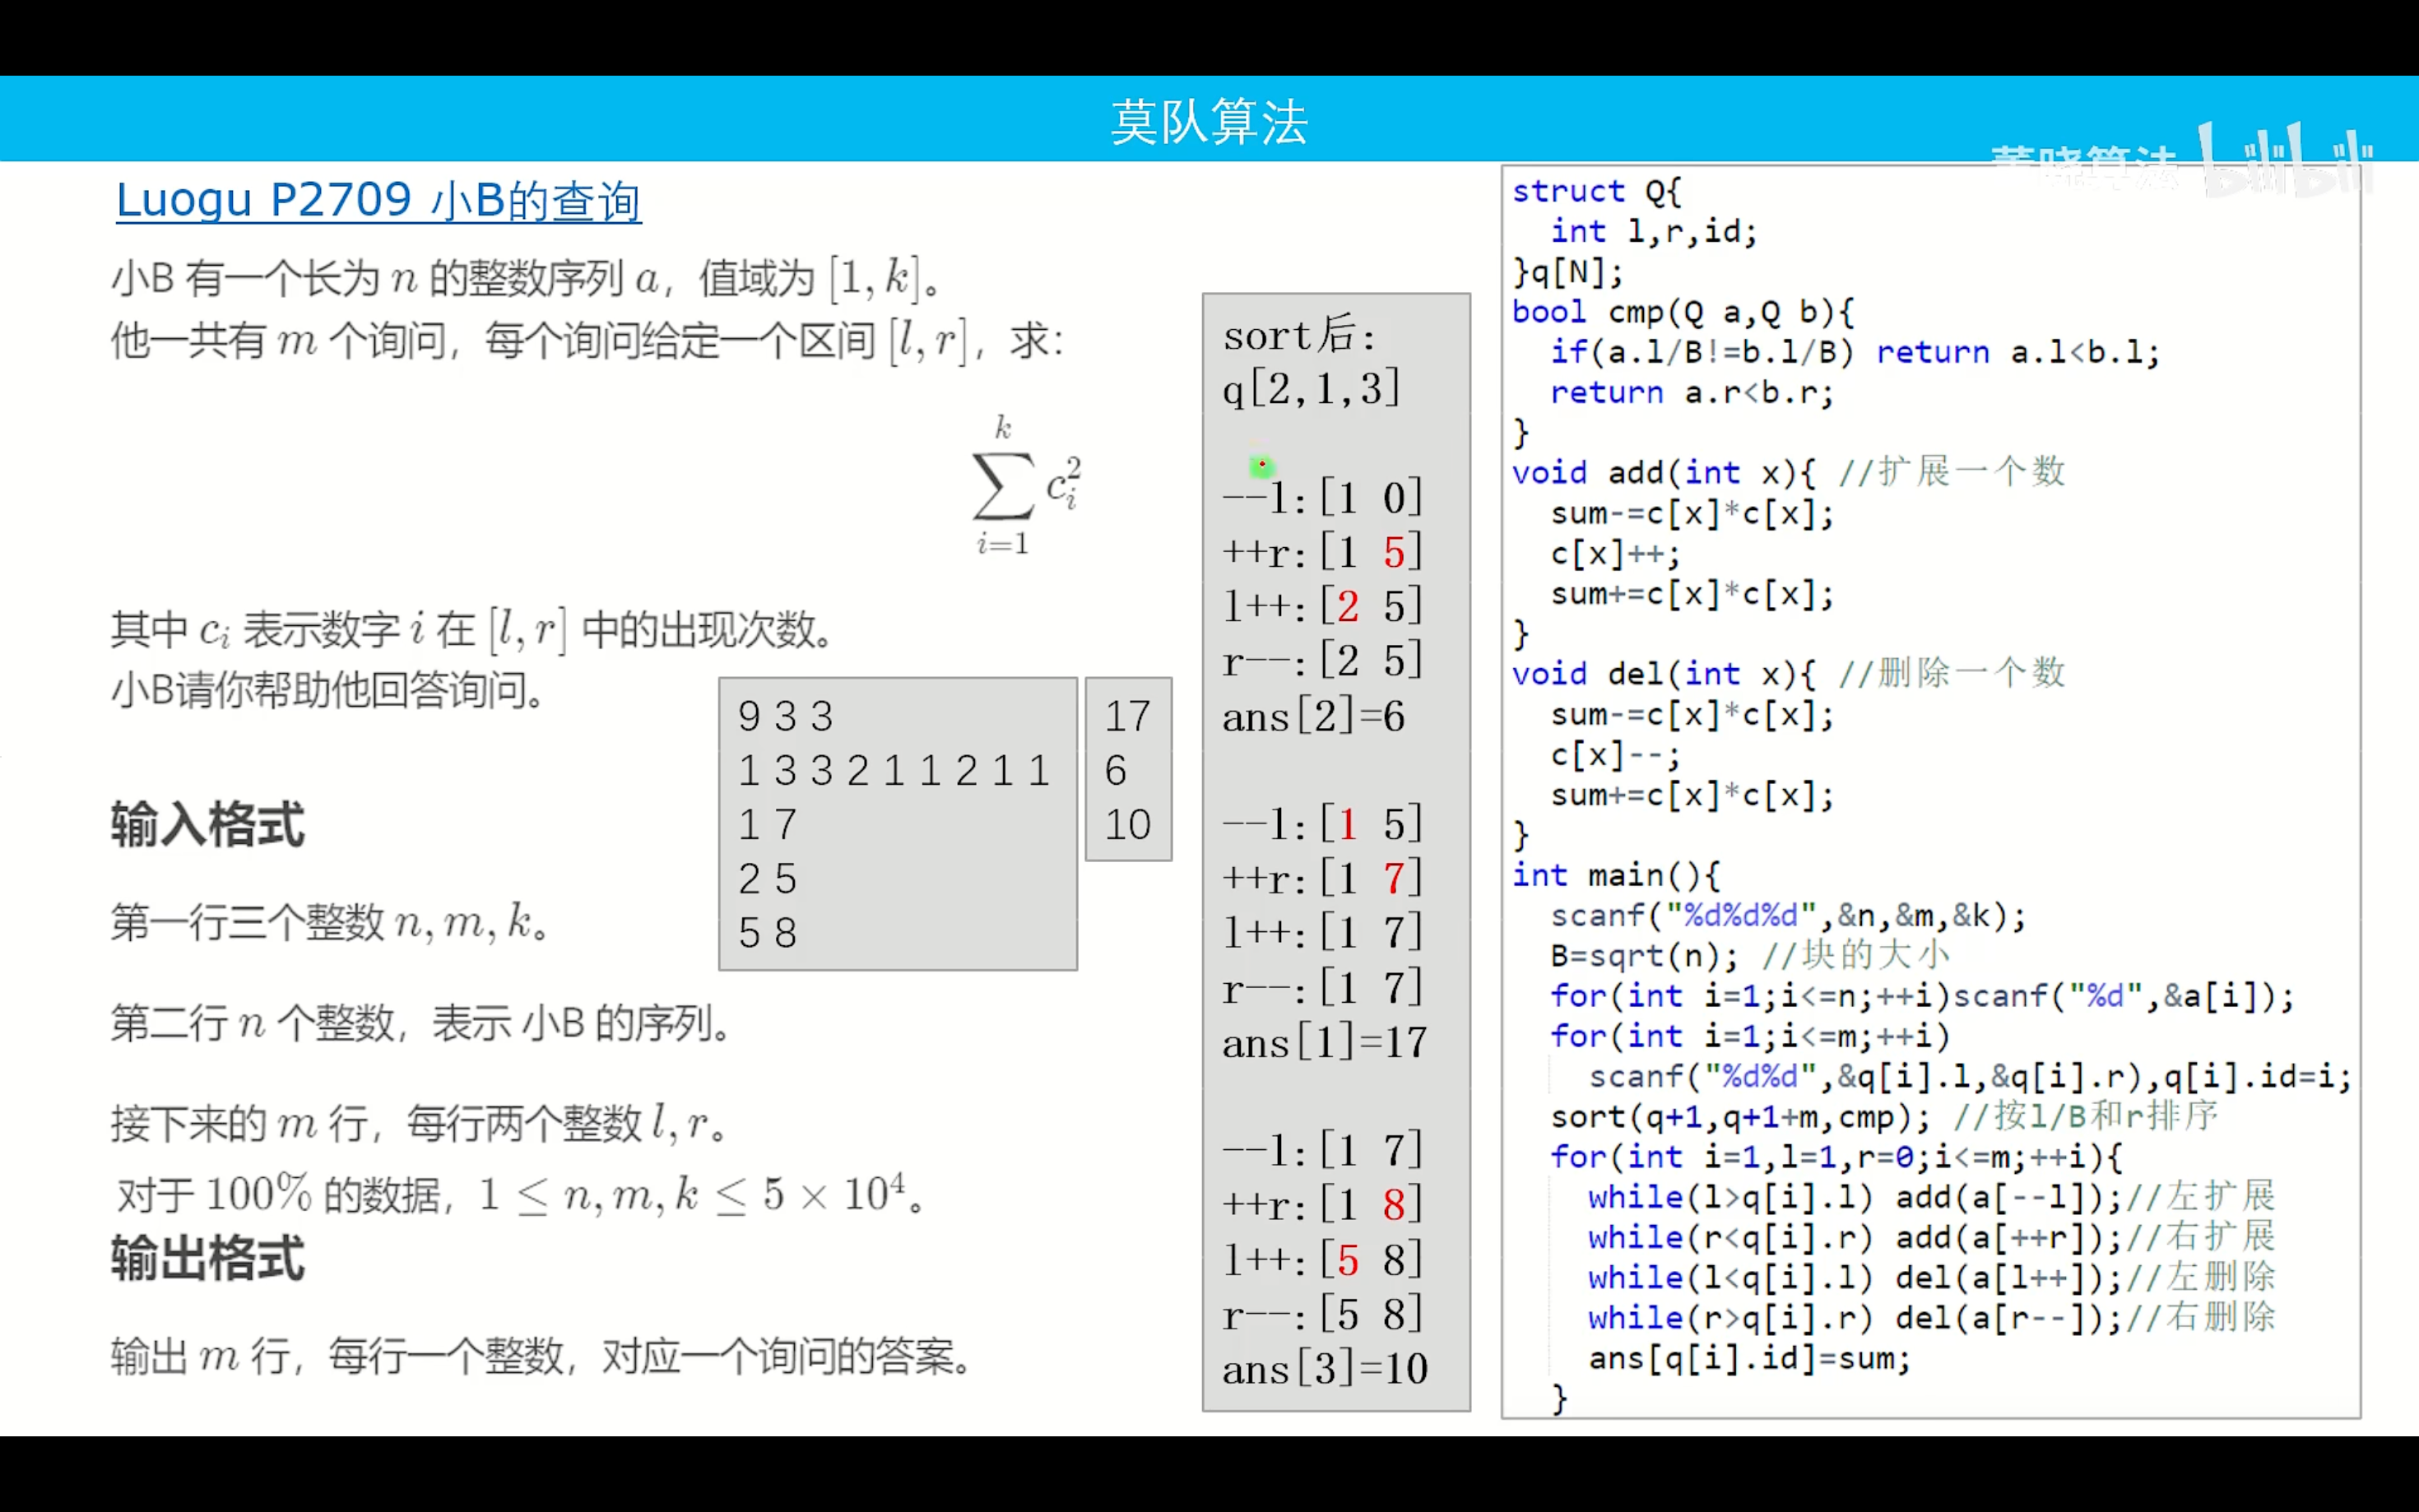 莫队算法
董晓算法 bilibili
Luogu P2709 小B的查询
小B 有一个长为 n 的整数序列 a，值域为 [1, k]。
他一共有 m 个询问，每个询问给定一个区间 [l, r]，求：
k
∑ c_i^2
i=1
其中 c_i 表示数字 i 在 [l, r] 中的出现次数。
小B请你帮助他回答询问。
输入格式
第一行三个整数 n, m, k。
第二行 n 个整数，表示 小B 的序列。
接下来的 m 行，每行两个整数 l, r。
对于 100% 的数据，1 ≤ n, m, k ≤ 5 × 10^4。
输出格式
输出 m 行，每行一个整数，对应一个询问的答案。
9 3 3
1 3 3 2 1 1 2 1 1
1 7
2 5
5 8
17
6
10
sort后:
q[2,1,3]
--l:[1 0]
++r:[1 5]
l++:[2 5]
r--:[2 5]
ans[2]=6
--l:[1 5]
++r:[1 7]
l++:[1 7]
r--:[1 7]
ans[1]=17
--l:[1 7]
++r:[1 8]
l++:[5 8]
r--:[5 8]
ans[3]=10
struct Q{
  int l,r,id;
}q[N];
bool cmp(Q a,Q b){
  if(a.l/B!=b.l/B) return a.l<b.l;
  return a.r<b.r;
}
void add(int x){ //扩展一个数
  sum-=c[x]*c[x];
  c[x]++;
  sum+=c[x]*c[x];
}
void del(int x){ //删除一个数
  sum-=c[x]*c[x];
  c[x]--;
  sum+=c[x]*c[x];
}
int main(){
  scanf("%d%d%d",&n,&m,&k);
  B=sqrt(n); //块的大小
  for(int i=1;i<=n;++i)scanf("%d",&a[i]);
  for(int i=1;i<=m;++i)
    scanf("%d%d",&q[i].l,&q[i].r),q[i].id=i;
  sort(q+1,q+1+m,cmp); //按l/B和r排序
  for(int i=1,l=1,r=0;i<=m;++i){
    while(l>q[i].l) add(a[--l]);//左扩展
    while(r<q[i].r) add(a[++r]);//右扩展
    while(l<q[i].l) del(a[l++]);//左删除
    while(r>q[i].r) del(a[r--]);//右删除
    ans[q[i].id]=sum;
  }